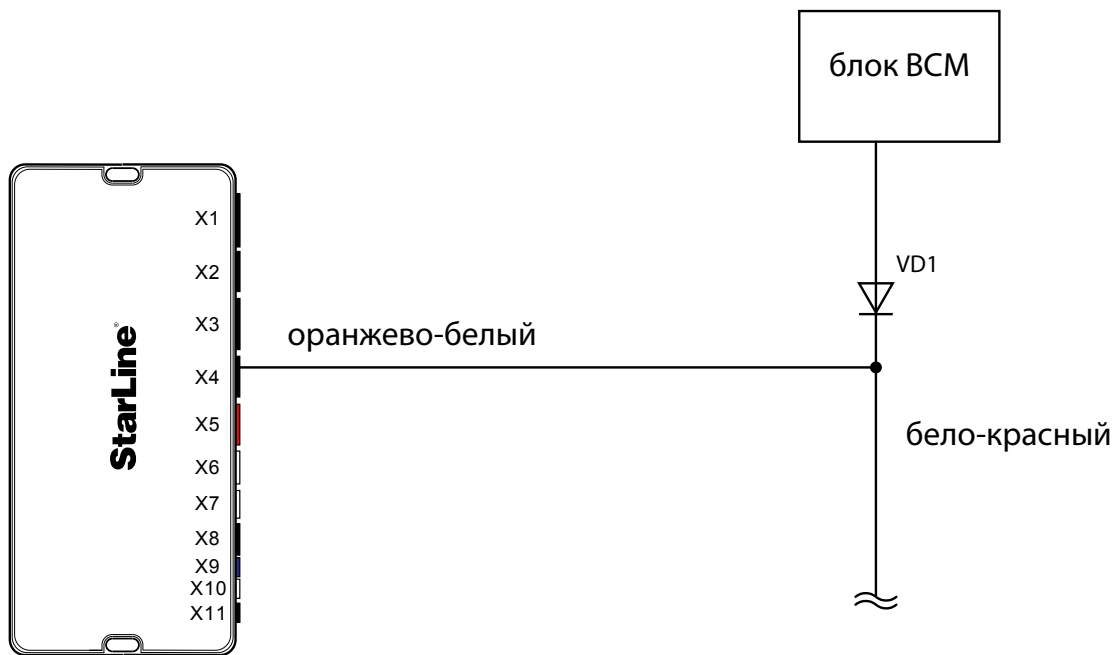 блок BCM
VD1
оранжево-белый
бело-красный
StarLine®
X1
X2
X3
X4
X5
X6
X7
X8
X9
X10
X11